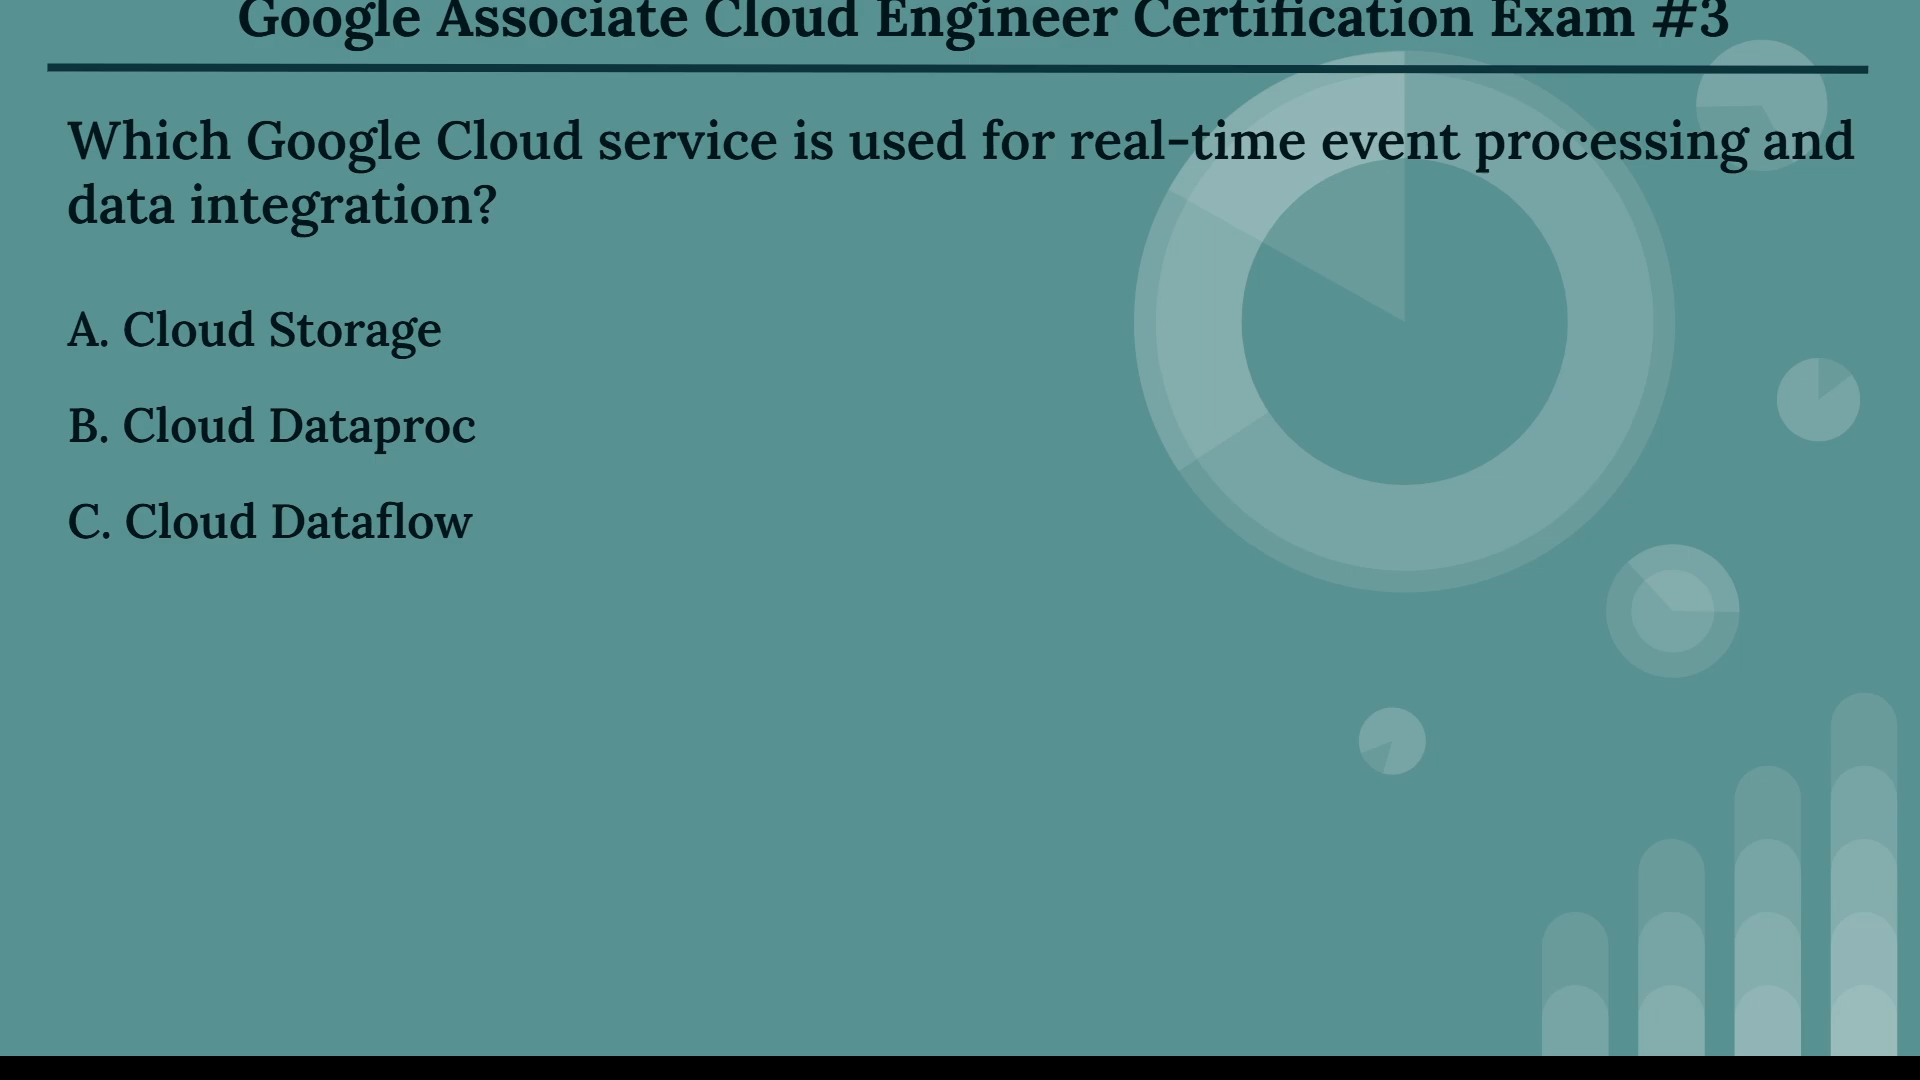 Google Associate Cloud Engineer Certification Exam #3
Which Google Cloud service is used for real-time event processing and
data integration?
A. Cloud Storage
B. Cloud Dataproc
C. Cloud Dataflow